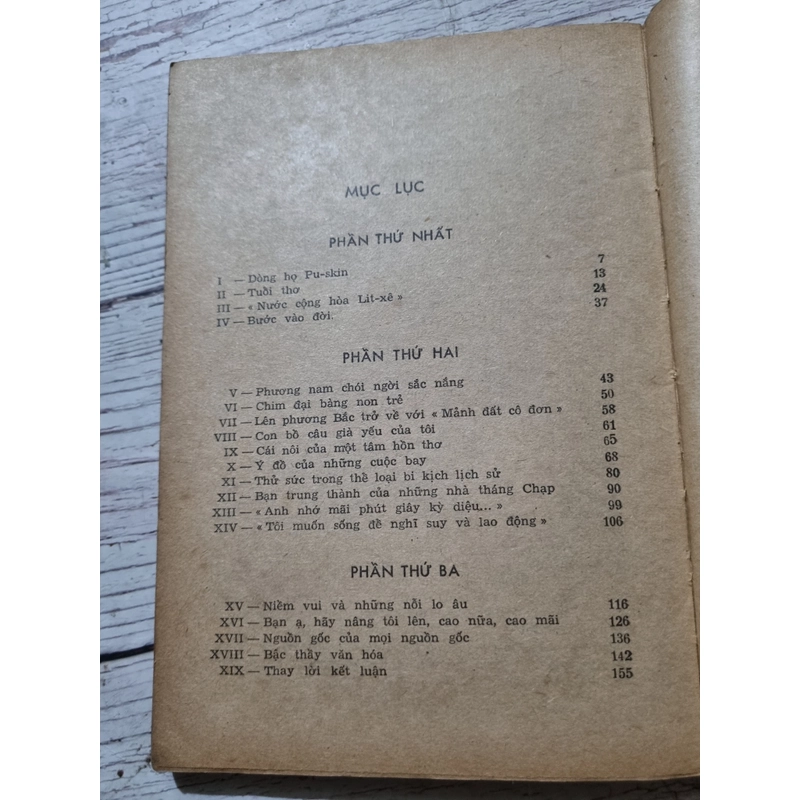 MỤC LỤC
PHẦN THỨ NHẤT
I — Dòng họ Pu-skin 7
II — Tuổi thơ 13
III — « Nước cộng hòa Lit-xê » 24
IV — Bước vào đời. 37
PHẦN THỨ HAI
V — Phương nam chói ngời sắc nắng 43
VI — Chim đại bàng non trẻ 50
VII — Lên phương Bắc trở về với « Mảnh đất cô đơn » 58
VIII — Con bồ câu già yếu của tôi 61
IX — Cái nôi của một tâm hồn thơ 65
X — Ý đồ của những cuộc bay 68
XI — Thử sức trong thể loại bi kịch lịch sử 80
XII — Bạn trung thành của những nhà tháng Chạp 90
XIII — « Anh nhớ mãi phút giây kỳ diệu... » 99
XIV — « Tôi muốn sống để nghĩ suy và lao động » 106
PHẦN THỨ BA
XV — Niềm vui và những nỗi lo âu 116
XVI — Bạn ạ, hãy nâng tôi lên, cao nữa, cao mãi 126
XVII — Nguồn gốc của mọi nguồn gốc 136
XVIII — Bậc thầy văn hóa 142
XIX — Thay lời kết luận 155